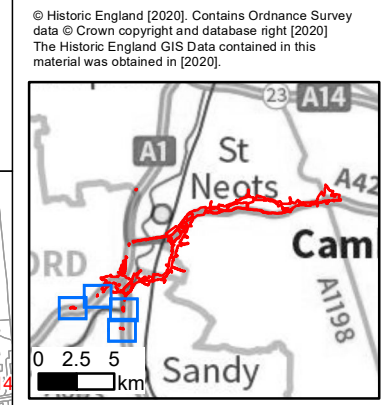 © Historic England [2020]. Contains Ordnance Survey
data © Crown copyright and database right [2020]
The Historic England GIS Data contained in this
material was obtained in [2020].
23 A14
A1
St
Neots
A42
Cam
ORD
A1198
Sandy
0 2.5 5
km
4